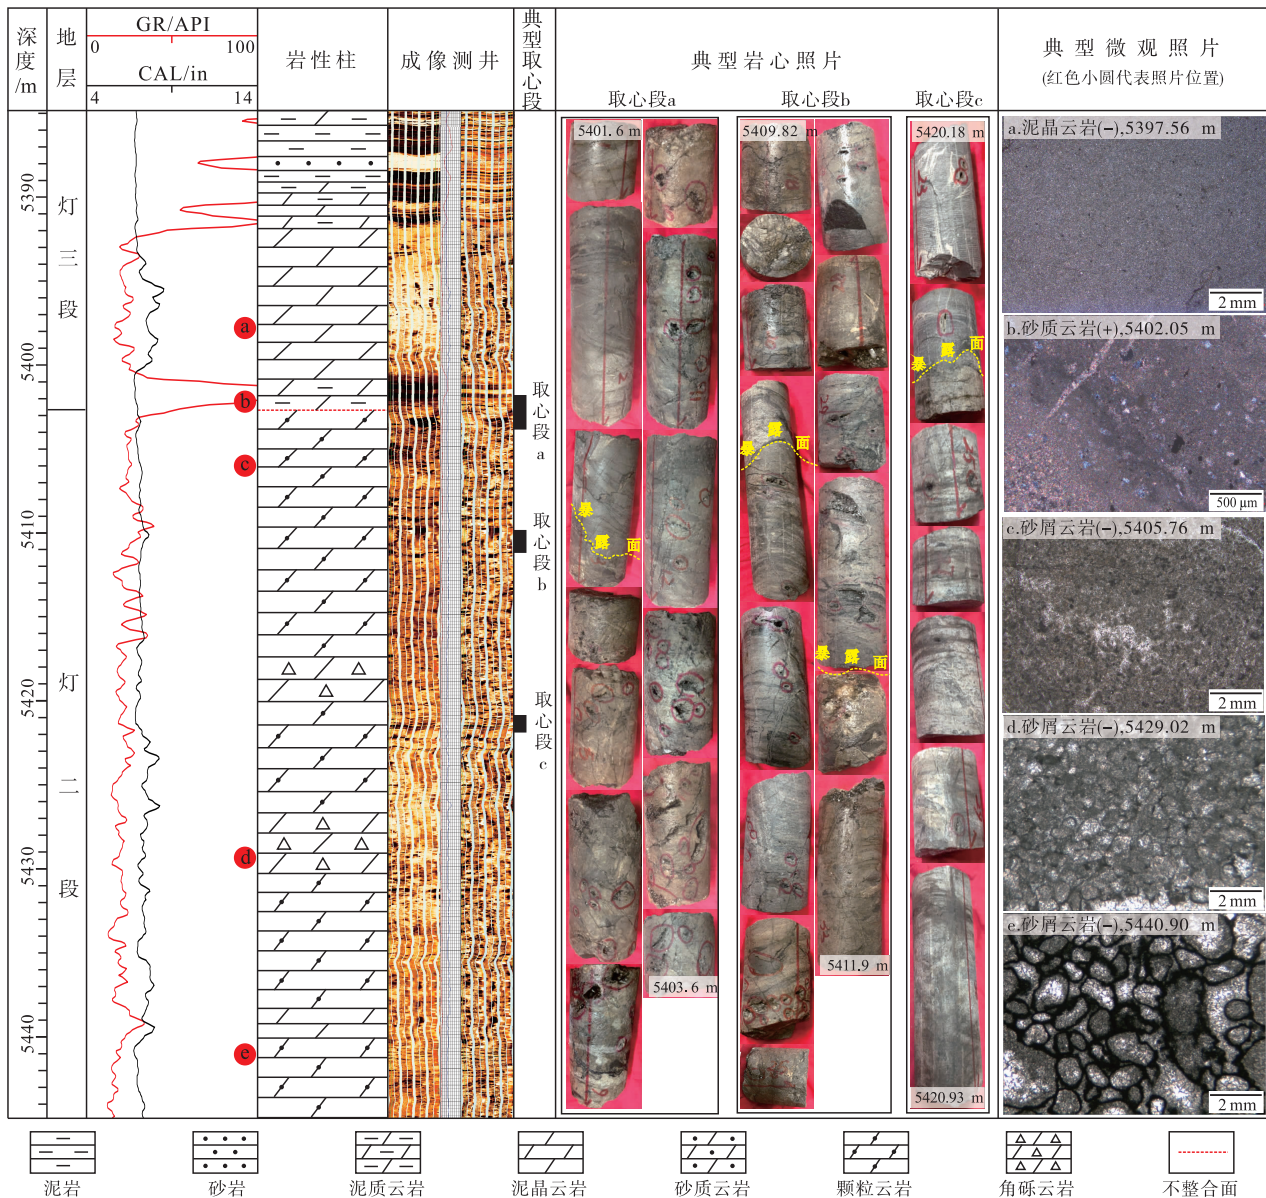 深度/m
地层
GR/API
0 100
CAL/in
4 14
岩性柱
成像测井
典型取心段
典型岩心照片
取心段a
取心段b
取心段c
典型微观照片
(红色小圆代表照片位置)
5390
5400
5410
5420
5430
5440
灯三段
灯二段
a
b
c
d
e
取心段a
取心段b
取心段c
5401.6 m
暴露面
5403.6 m
5409.82 m
暴露面
暴露面
5411.9 m
5420.18 m
暴露面
5420.93 m
a.泥晶云岩(-),5397.56 m
2 mm
b.砂质云岩(+),5402.05 m
500 μm
c.砂屑云岩(-),5405.76 m
2 mm
d.砂屑云岩(-),5429.02 m
2 mm
e.砂屑云岩(-),5440.90 m
2 mm
泥岩
砂岩
泥质云岩
泥晶云岩
砂质云岩
颗粒云岩
角砾云岩
不整合面